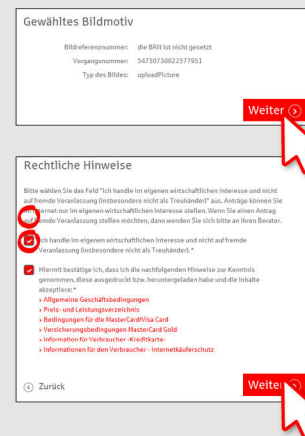 Gewähltes Bildmotiv
Bildreferenznummer: die BRN ist nicht gesetzt
Vorgangsnummer: 54750730022577951
Typ des Bildes: uploadPicture
Weiter
Rechtliche Hinweise
Bitte wählen Sie das Feld "Ich handle im eigenen wirtschaftlichen Interesse und nicht
auf fremde Veranlassung (insbesondere nicht als Treuhänder)" aus. Anträge können Sie
im Internet nur im eigenen wirtschaftlichen Interesse stellen. Wenn Sie einen Antrag
auf fremde Veranlassung stellen möchten, dann wenden Sie sich bitte an Ihren Berater.
Ich handle im eigenen wirtschaftlichen Interesse und nicht auf fremde
Veranlassung (insbesondere nicht als Treuhänder). *
Hiermit bestätige ich, dass ich die nachfolgenden Hinweise zur Kenntnis
genommen, diese ausgedruckt bzw. heruntergeladen habe und die Inhalte
akzeptiere: *
› Allgemeine Geschäftsbedingungen
› Preis- und Leistungsverzeichnis
› Bedingungen für die MasterCard/Visa Card
› Versicherungsbedingungen MasterCard Gold
› Information für Verbraucher -Kreditkarte-
› Informationen für den Verbraucher - Internetkäuferschutz
Zurück
Weiter